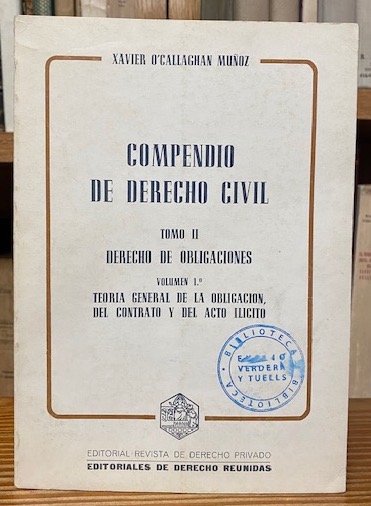 XAVIER O'CALLAGHAN MUÑOZ
COMPENDIO
DE DERECHO CIVIL
TOMO II
DERECHO DE OBLIGACIONES
VOLUMEN 1.º
TEORIA GENERAL DE LA OBLIGACION,
DEL CONTRATO Y DEL ACTO ILICITO
BIBLIOTECA
VERDERA
Y TUELLS
BIBLIOTECA
EDITORIAL REVISTA DE DERECHO PRIVADO
EDITORIALES DE DERECHO REUNIDAS